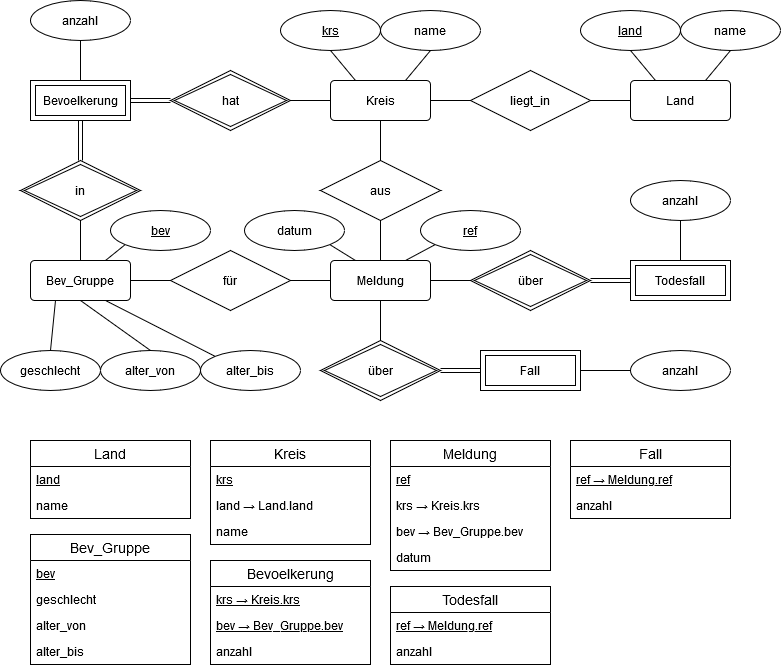 anzahl
krs
name
land
name
Bevoelkerung
hat
Kreis
liegt_in
Land
in
aus
anzahl
bev
datum
ref
Bev_Gruppe
für
Meldung
über
Todesfall
geschlecht
alter_von
alter_bis
über
Fall
anzahl
Land
land
name
Kreis
krs
land → Land.land
name
Meldung
ref
krs → Kreis.krs
bev → Bev_Gruppe.bev
datum
Fall
ref → Meldung.ref
anzahl
Bev_Gruppe
bev
geschlecht
alter_von
alter_bis
Bevoelkerung
krs → Kreis.krs
bev → Bev_Gruppe.bev
anzahl
Todesfall
ref → Meldung.ref
anzahl